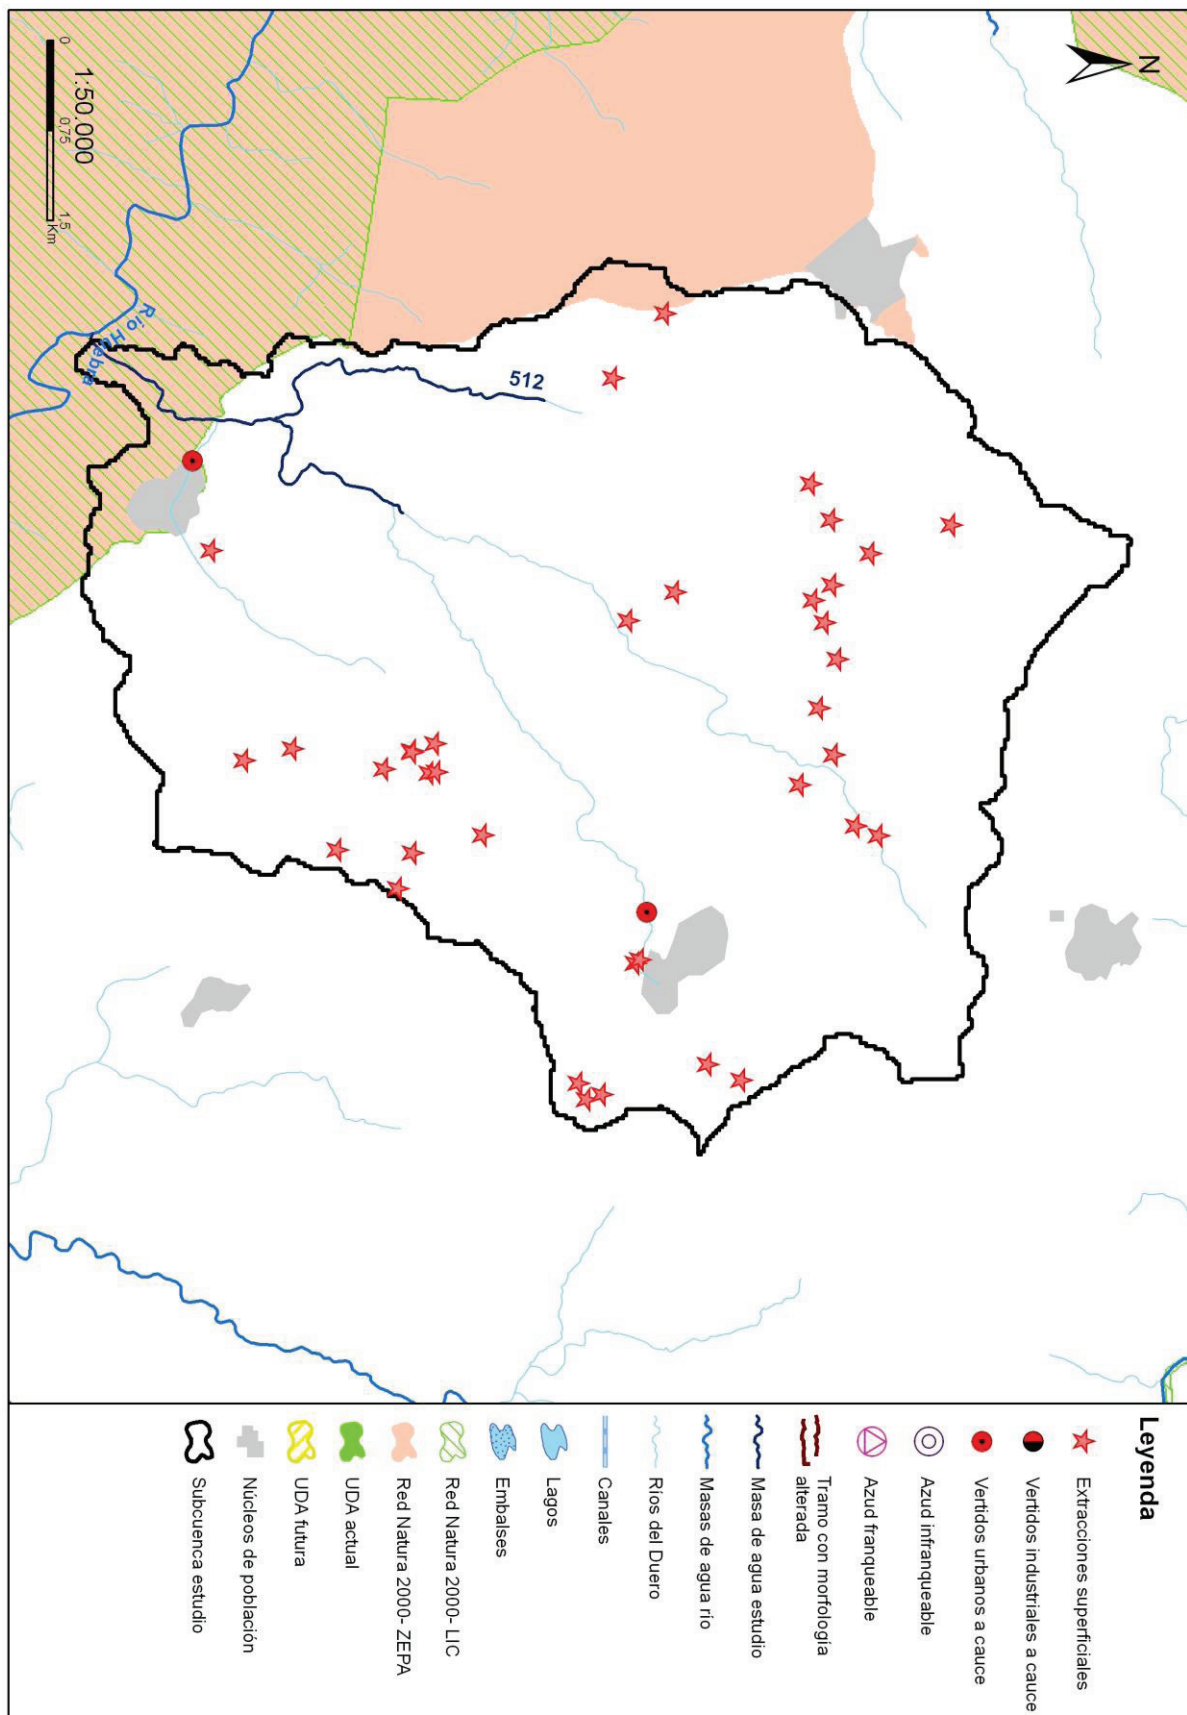 N
0
0,75
1,5
Km
1:50.000
512
Río Huebra
Leyenda
Extracciones superficiales
Vertidos industriales a cauce
Vertidos urbanos a cauce
Azud infranqueable
Azud franqueable
Tramo con morfología
alterada
Masa de agua estudio
Masas de agua río
Ríos del Duero
Canales
Lagos
Embalses
Red Natura 2000- LIC
Red Natura 2000- ZEPA
UDA actual
UDA futura
Núcleos de población
Subcuenca estudio